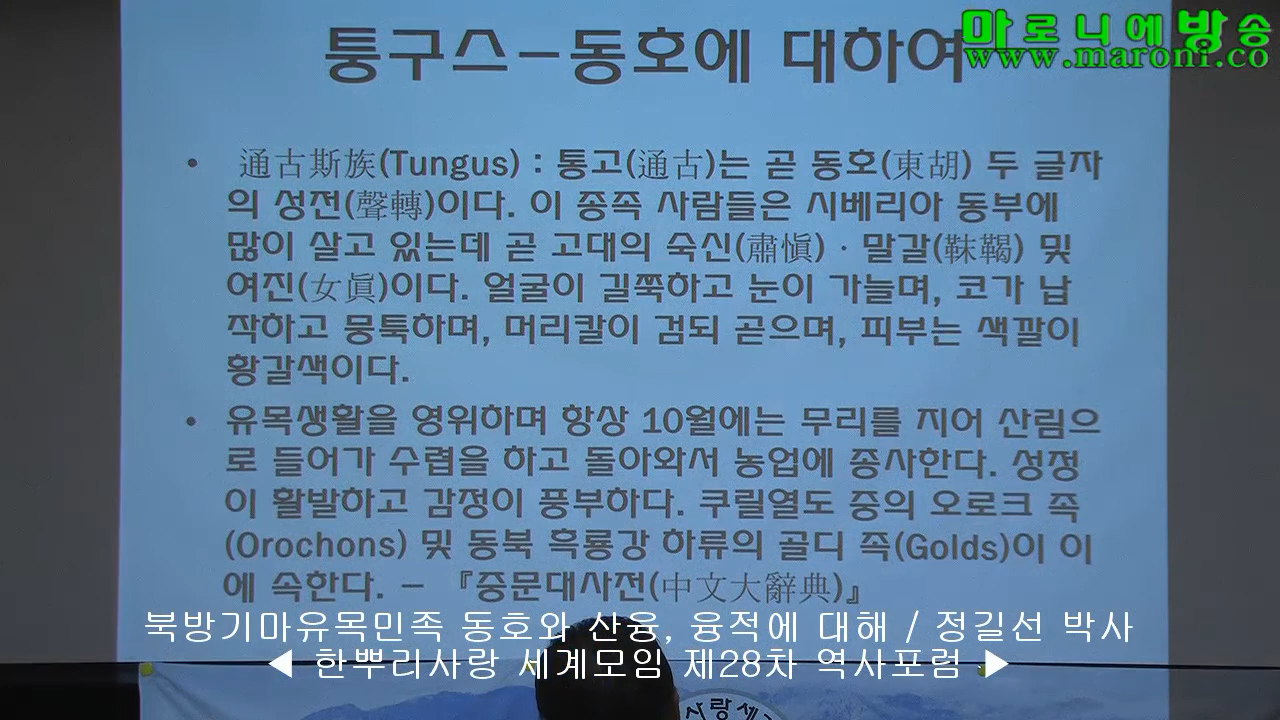 마로니에방송
www.maroni.co
퉁구스-동호에 대하여
• 通古斯族(Tungus) : 통고(通古)는 곧 동호(東胡) 두 글자
의 성전(聲轉)이다. 이 종족 사람들은 시베리아 동부에
많이 살고 있는데 곧 고대의 숙신(肅愼)·말갈(靺鞨) 및
여진(女眞)이다. 얼굴이 길쭉하고 눈이 가늘며, 코가 납
작하고 뭉툭하며, 머리칼이 검되 곧으며, 피부는 색깔이
황갈색이다.
• 유목생활을 영위하며 항상 10월에는 무리를 지어 산림으
로 들어가 수렵을 하고 돌아와서 농업에 종사한다. 성정
이 활발하고 감정이 풍부하다. 쿠릴열도 중의 오로크 족
(Orochons) 및 동북 흑룡강 하류의 골디 족(Golds)이 이
에 속한다. - 『중문대사전(中文大辭典)』
북방기마유목민족 동호와 산융, 융적에 대해 / 정길선 박사
◀ 한뿌리사랑 세계모임 제28차 역사포럼 ▶
사랑세